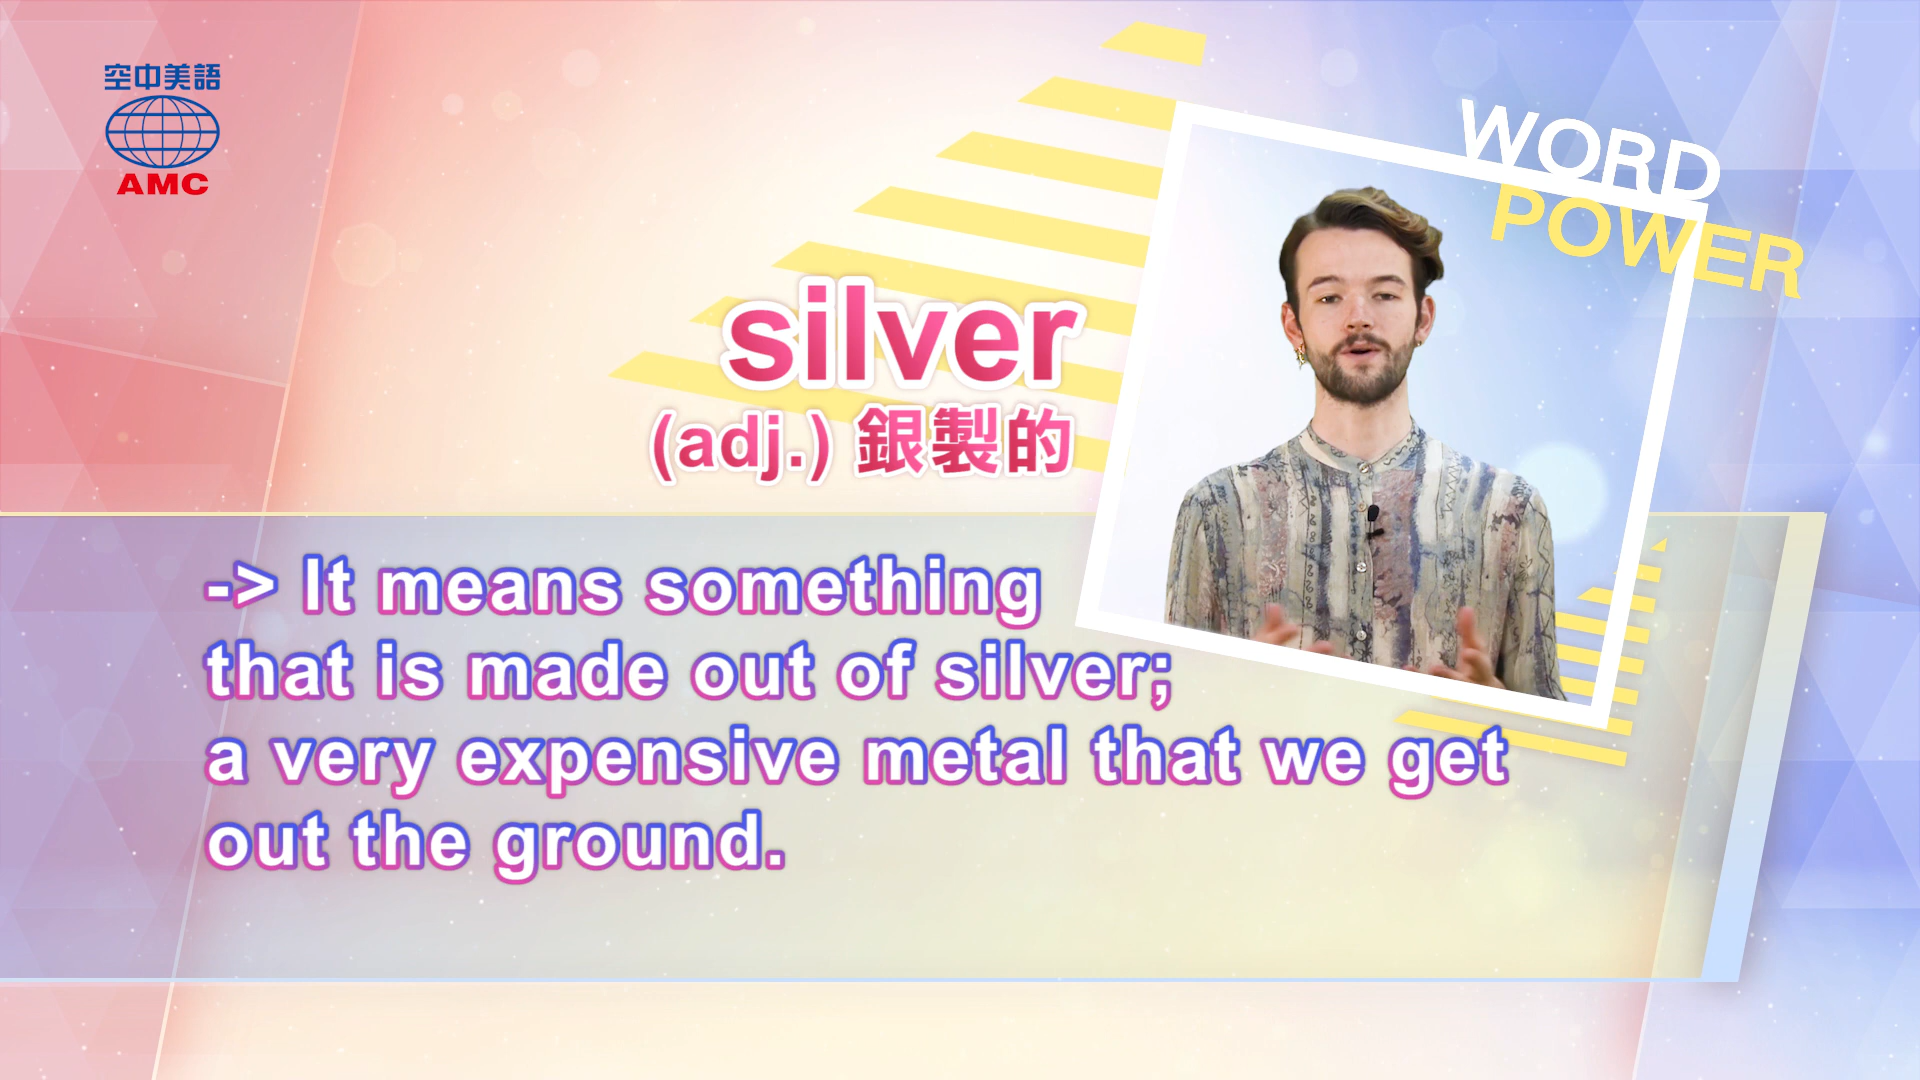 空中美語
AMC
WORD
POWER
silver
(adj.) 銀製的
-> It means something
that is made out of silver;
a very expensive metal that we get
out the ground.